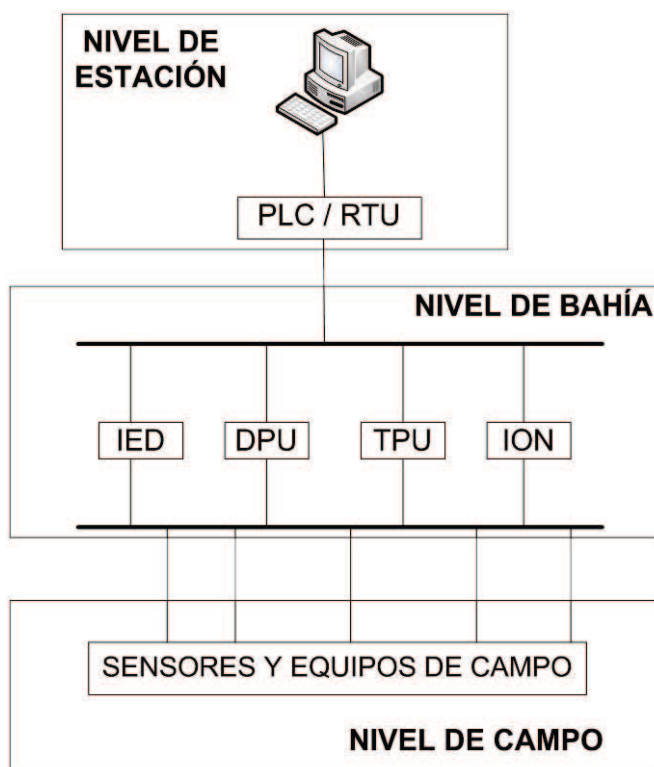 NIVEL DE
ESTACIÓN
PLC / RTU
NIVEL DE BAHÍA
IED
DPU
TPU
ION
SENSORES Y EQUIPOS DE CAMPO
NIVEL DE CAMPO